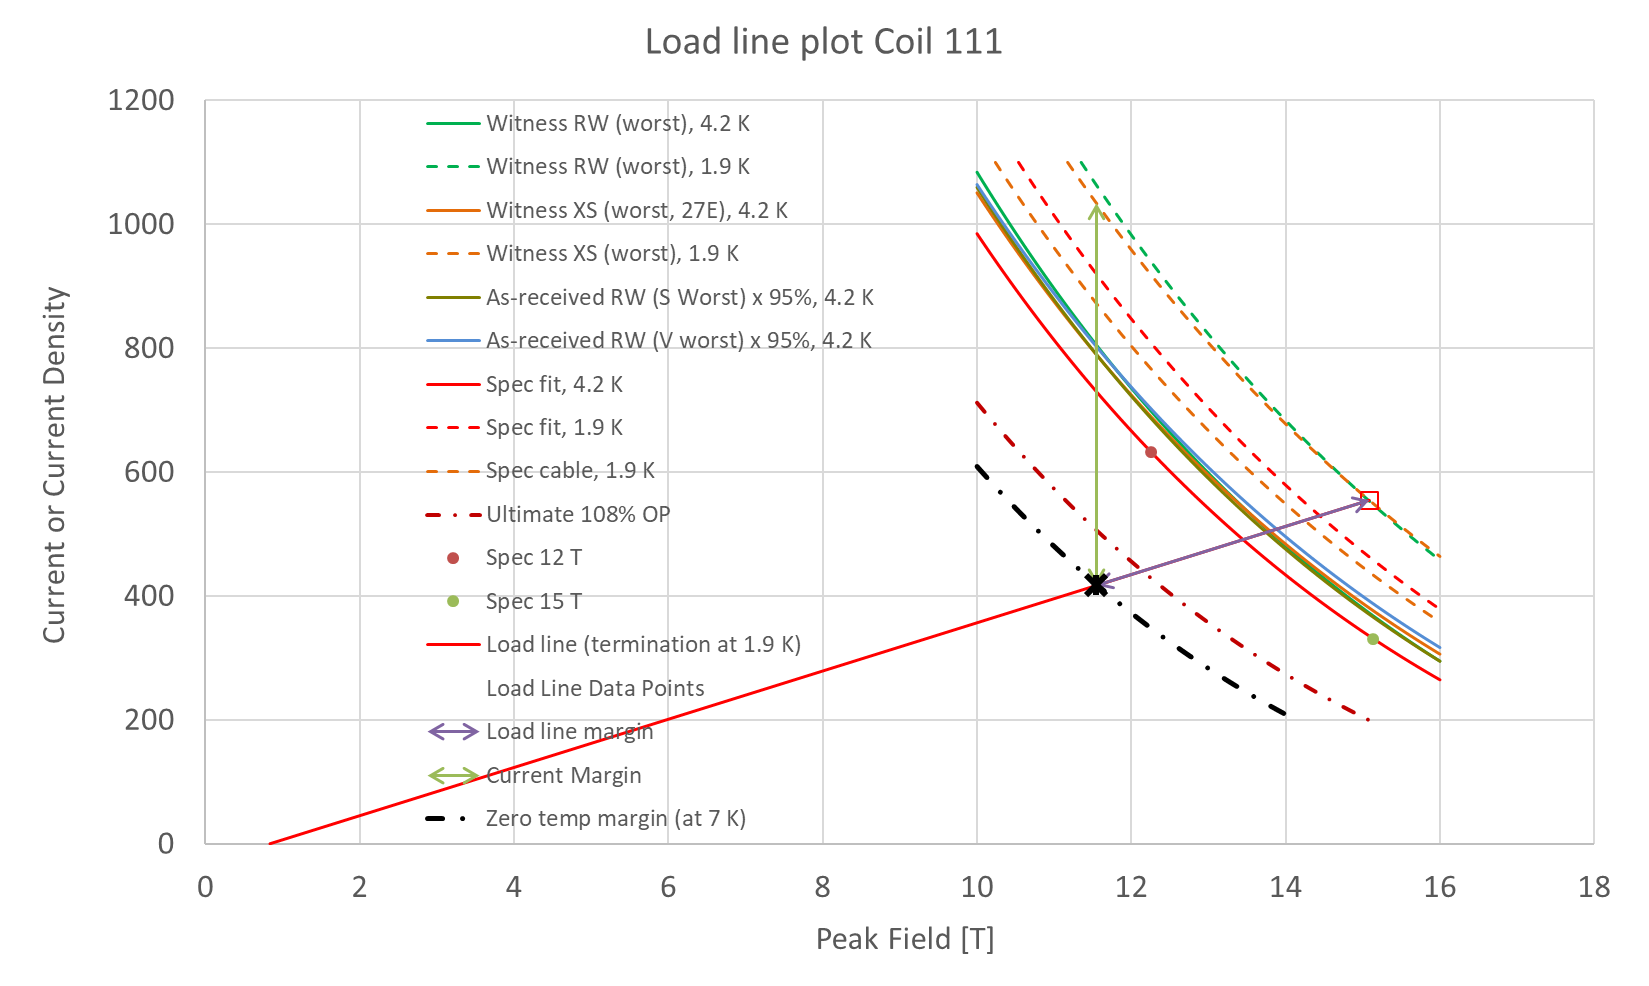 Load line plot Coil 111
1200
1000
800
600
400
200
0
Current or Current Density
Witness RW (worst), 4.2 K
Witness RW (worst), 1.9 K
Witness XS (worst, 27E), 4.2 K
Witness XS (worst), 1.9 K
As-received RW (S Worst) x 95%, 4.2 K
As-received RW (V worst) x 95%, 4.2 K
Spec fit, 4.2 K
Spec fit, 1.9 K
Spec cable, 1.9 K
Ultimate 108% OP
Spec 12 T
Spec 15 T
Load line (termination at 1.9 K)
Load Line Data Points
Load line margin
Current Margin
Zero temp margin (at 7 K)
0 2 4 6 8 10 12 14 16 18
Peak Field [T]